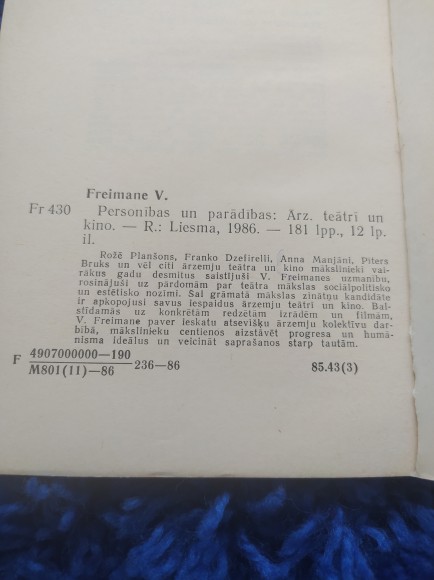 Freimane V.
Fr 430 Personības un parādības: Ārz. teātrī un
kino. — R.: Liesma, 1986. — 181 lpp., 12 lp.
il.
Rožē Planšons, Franko Dzefirelli, Anna Manjāni, Pīters
Bruks un vēl citi ārzemju teātra un kino mākslinieki vai-
rākus gadu desmitus saistījuši V. Freimanes uzmanību,
rosinājuši uz pārdomām par teātra mākslas sociālpolitisko
un estētisko nozīmi. Šai grāmatā mākslas zinātņu kandidāte
ir apkopojusi savus iespaidus ārzemju teātrī un kino. Bal-
stīdamās uz konkrētām redzētām izrādēm un filmām,
V. Freimane paver ieskatu atsevišķu ārzemju kolektīvu dar-
bībā, mākslinieku centienos aizstāvēt progresa un humā-
nisma ideālus un veicināt saprašanos starp tautām.
F 4907000000—190
M801(11)—86 236—86 85.43(3)